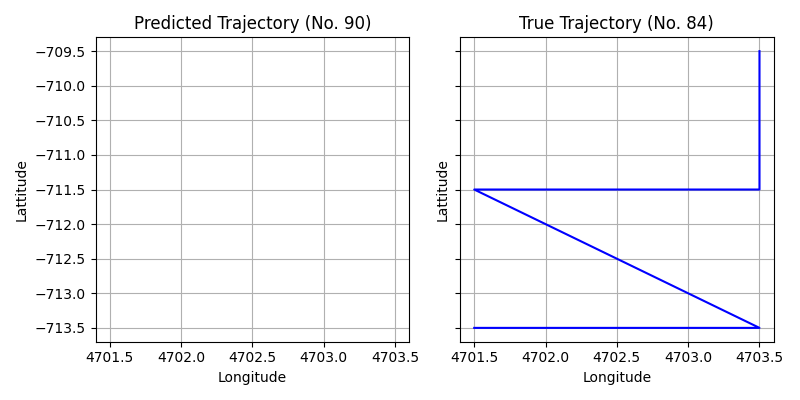 Predicted Trajectory (No. 90)
True Trajectory (No. 84)
Lattitude
−709.5
−710.0
−710.5
−711.0
−711.5
−712.0
−712.5
−713.0
−713.5
4701.5 4702.0 4702.5 4703.0 4703.5
Longitude
Lattitude
4701.5 4702.0 4702.5 4703.0 4703.5
Longitude